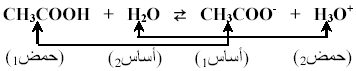 CH₃COOH + H₂O ⇄ CH₃COO⁻ + H₃O⁺
(حمض₁) (أساس₂) (أساس₁) (حمض₂)